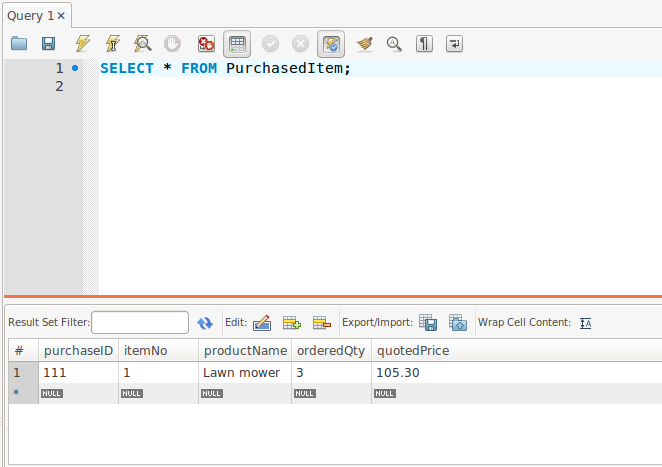 Query 1
1 SELECT * FROM PurchasedItem;
2
Result Set Filter: Edit: Export/Import: Wrap Cell Content:
# purchaseID itemNo productName orderedQty quotedPrice
1 111 1 Lawn mower 3 105.30
* NULL NULL NULL NULL NULL